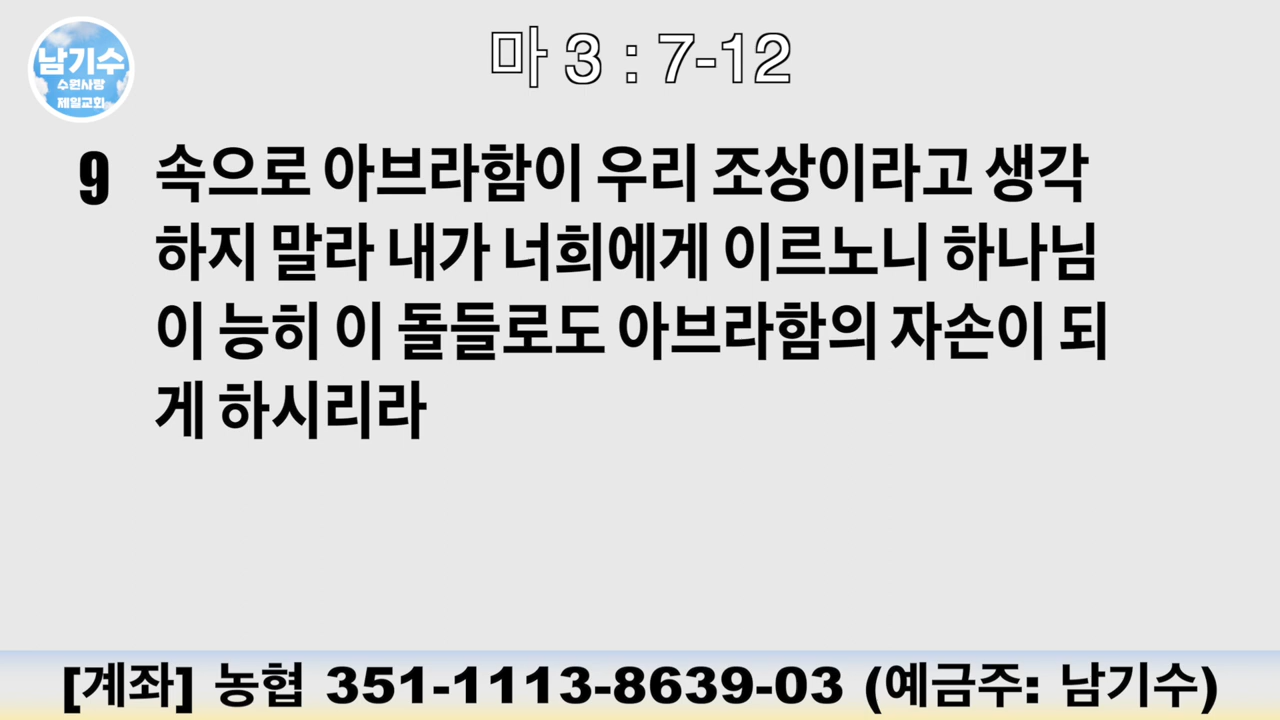 남기수
수원사랑
제일교회
마 3 : 7-12
9 속으로 아브라함이 우리 조상이라고 생각
하지 말라 내가 너희에게 이르노니 하나님
이 능히 이 돌들로도 아브라함의 자손이 되
게 하시리라
[계좌] 농협 351-1113-8639-03 (예금주: 남기수)